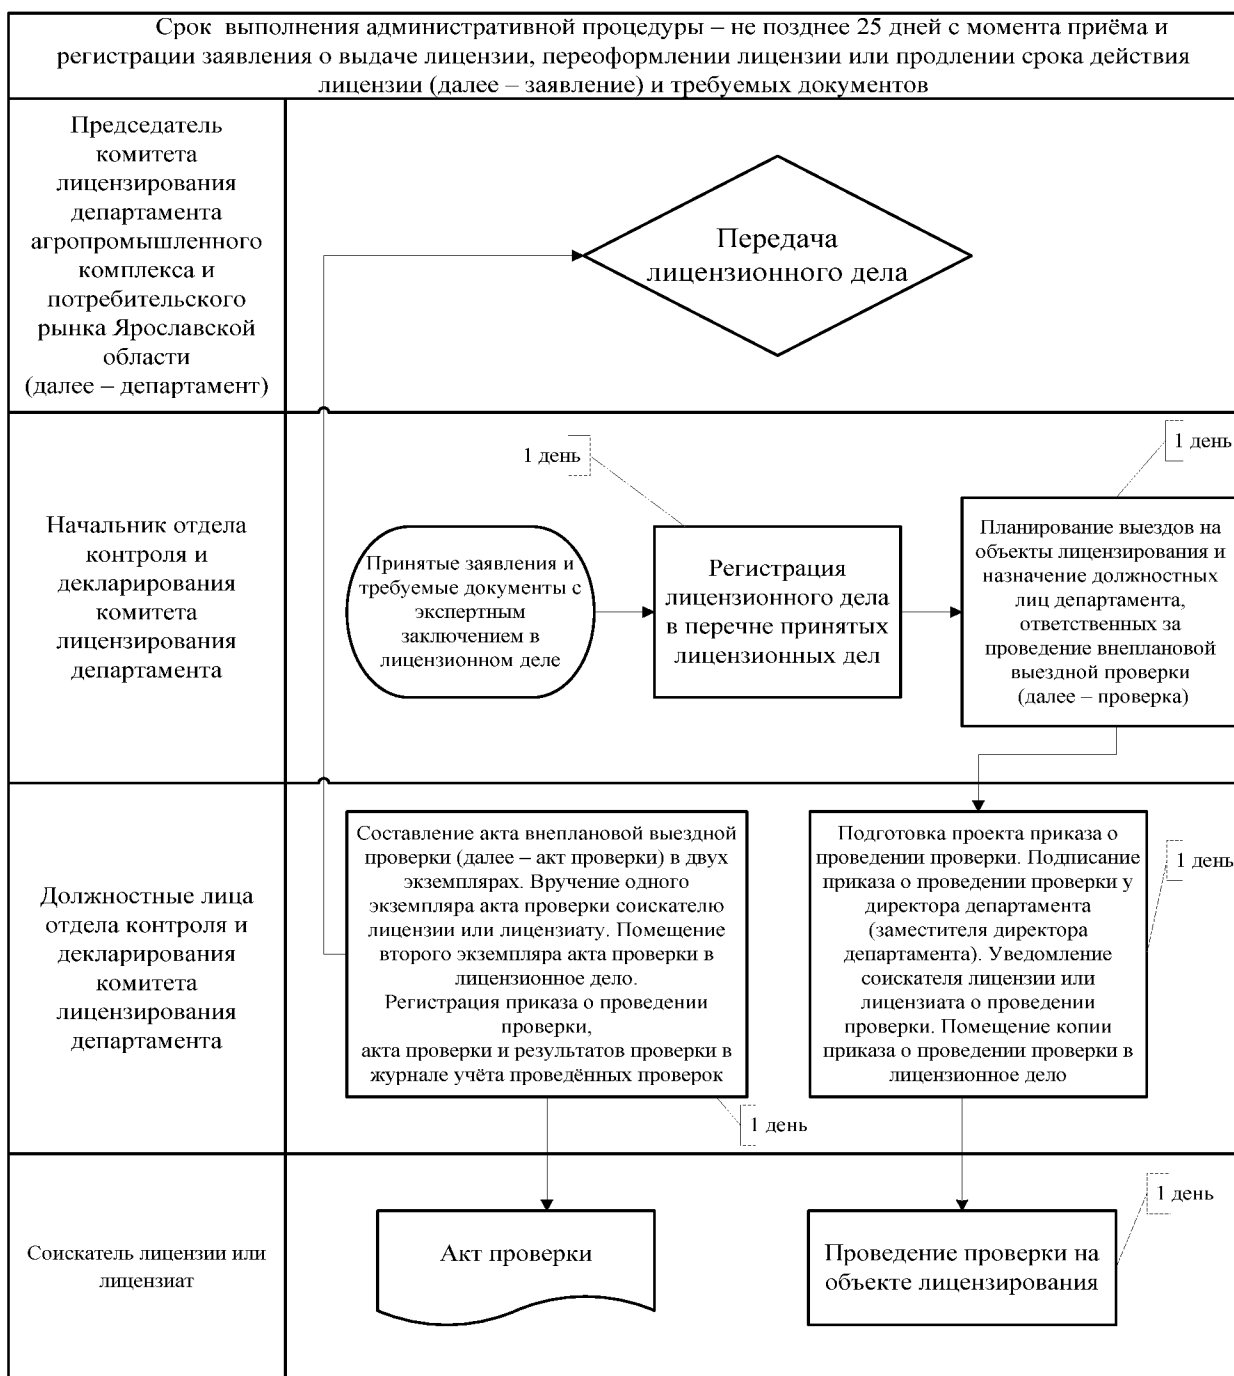 Срок выполнения административной процедуры – не позднее 25 дней с момента приёма и
регистрации заявления о выдаче лицензии, переоформлении лицензии или продлении срока действия
лицензии (далее – заявление) и требуемых документов
Председатель
комитета
лицензирования
департамента
агропромышленного
комплекса и
потребительского
рынка Ярославской
области
(далее – департамент)
Передача
лицензионного дела
Начальник отдела
контроля и
декларирования
комитета
лицензирования
департамента
1 день
1 день
Принятые заявления и
требуемые документы с
экспертным
заключением в
лицензионном деле
Регистрация
лицензионного дела
в перечне принятых
лицензионных дел
Планирование выездов на
объекты лицензирования и
назначение должностных
лиц департамента,
ответственных за
проведение внеплановой
выездной проверки
(далее – проверка)
Должностные лица
отдела контроля и
декларирования
комитета
лицензирования
департамента
Составление акта внеплановой выездной
проверки (далее – акт проверки) в двух
экземплярах. Вручение одного
экземпляра акта проверки соискателю
лицензии или лицензиату. Помещение
второго экземпляра акта проверки в
лицензионное дело.
Регистрация приказа о проведении
проверки,
акта проверки и результатов проверки в
журнале учёта проведённых проверок
1 день
Подготовка проекта приказа о
проведении проверки. Подписание
приказа о проведении проверки у
директора департамента
(заместителя директора
департамента). Уведомление
соискателя лицензии или
лицензиата о проведении
проверки. Помещение копии
приказа о проведении проверки в
лицензионное дело
1 день
Соискатель лицензии или
лицензиат
Акт проверки
Проведение проверки на
объекте лицензирования
1 день